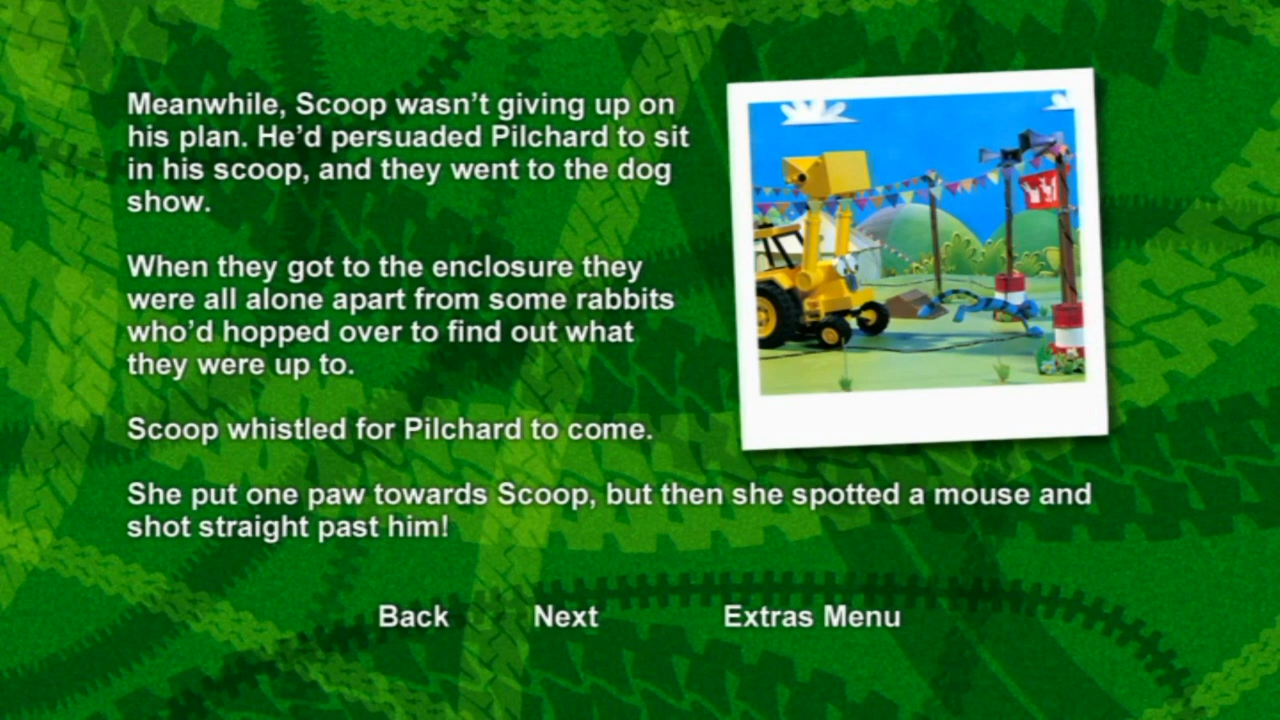 Meanwhile, Scoop wasn't giving up on
his plan. He'd persuaded Pilchard to sit
in his scoop, and they went to the dog
show.
When they got to the enclosure they
were all alone apart from some rabbits
who'd hopped over to find out what
they were up to.
Scoop whistled for Pilchard to come.
She put one paw towards Scoop, but then she spotted a mouse and
shot straight past him!
Back Next Extras Menu